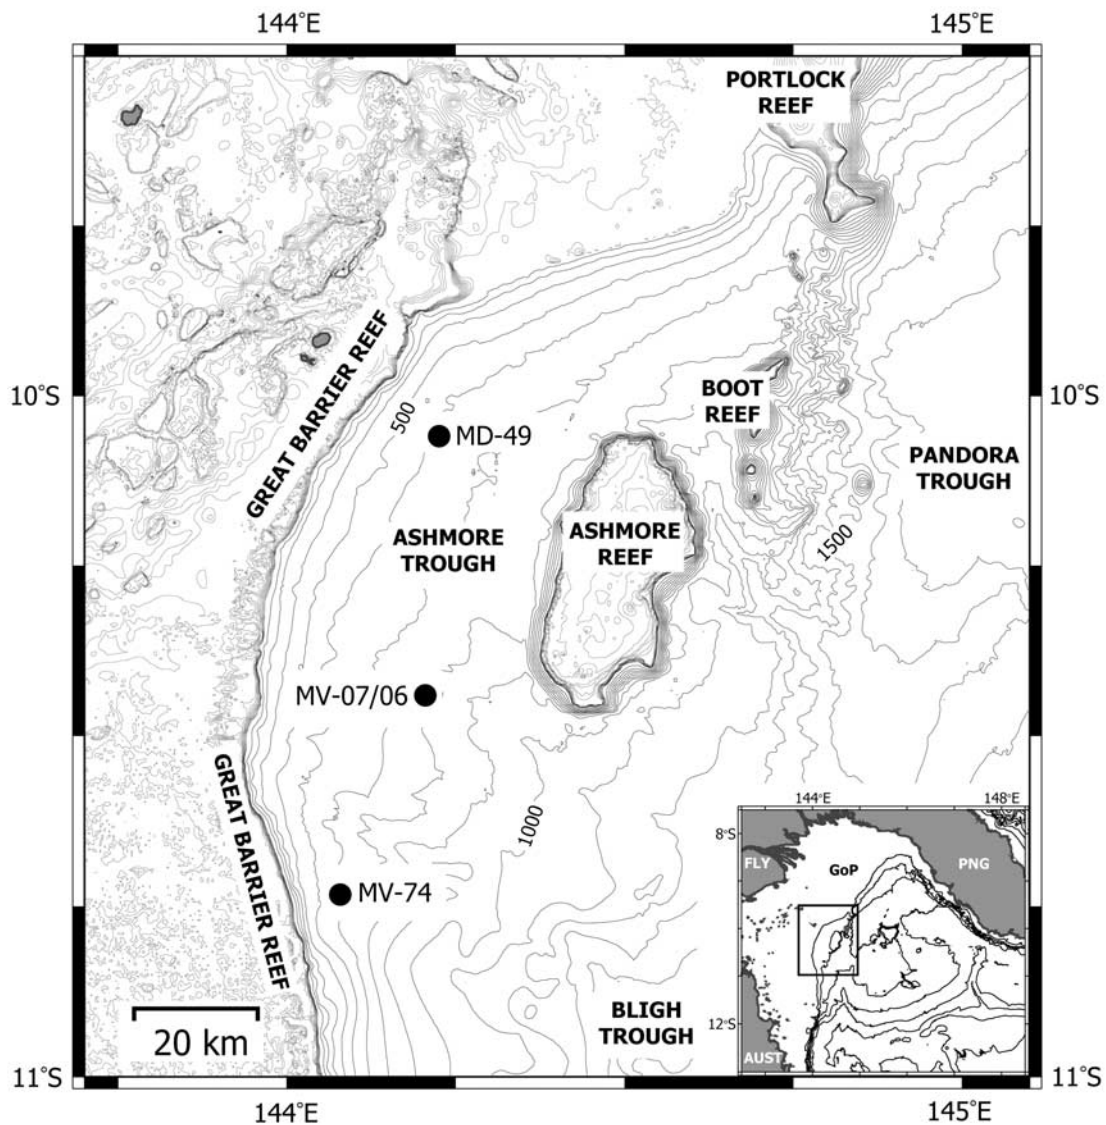 144°E
145°E
PORTLOCK
REEF
GREAT BARRIER REEF
10°S
10°S
500
MD-49
BOOT
REEF
PANDORA
TROUGH
ASHMORE
TROUGH
ASHMORE
REEF
1500
MV-07/06
GREAT BARRIER REEF
1000
MV-74
BLIGH
TROUGH
20 km
144°E
148°E
8°S
FLY
GoP
PNG
12°S
AUST
11°S
11°S
144°E
145°E